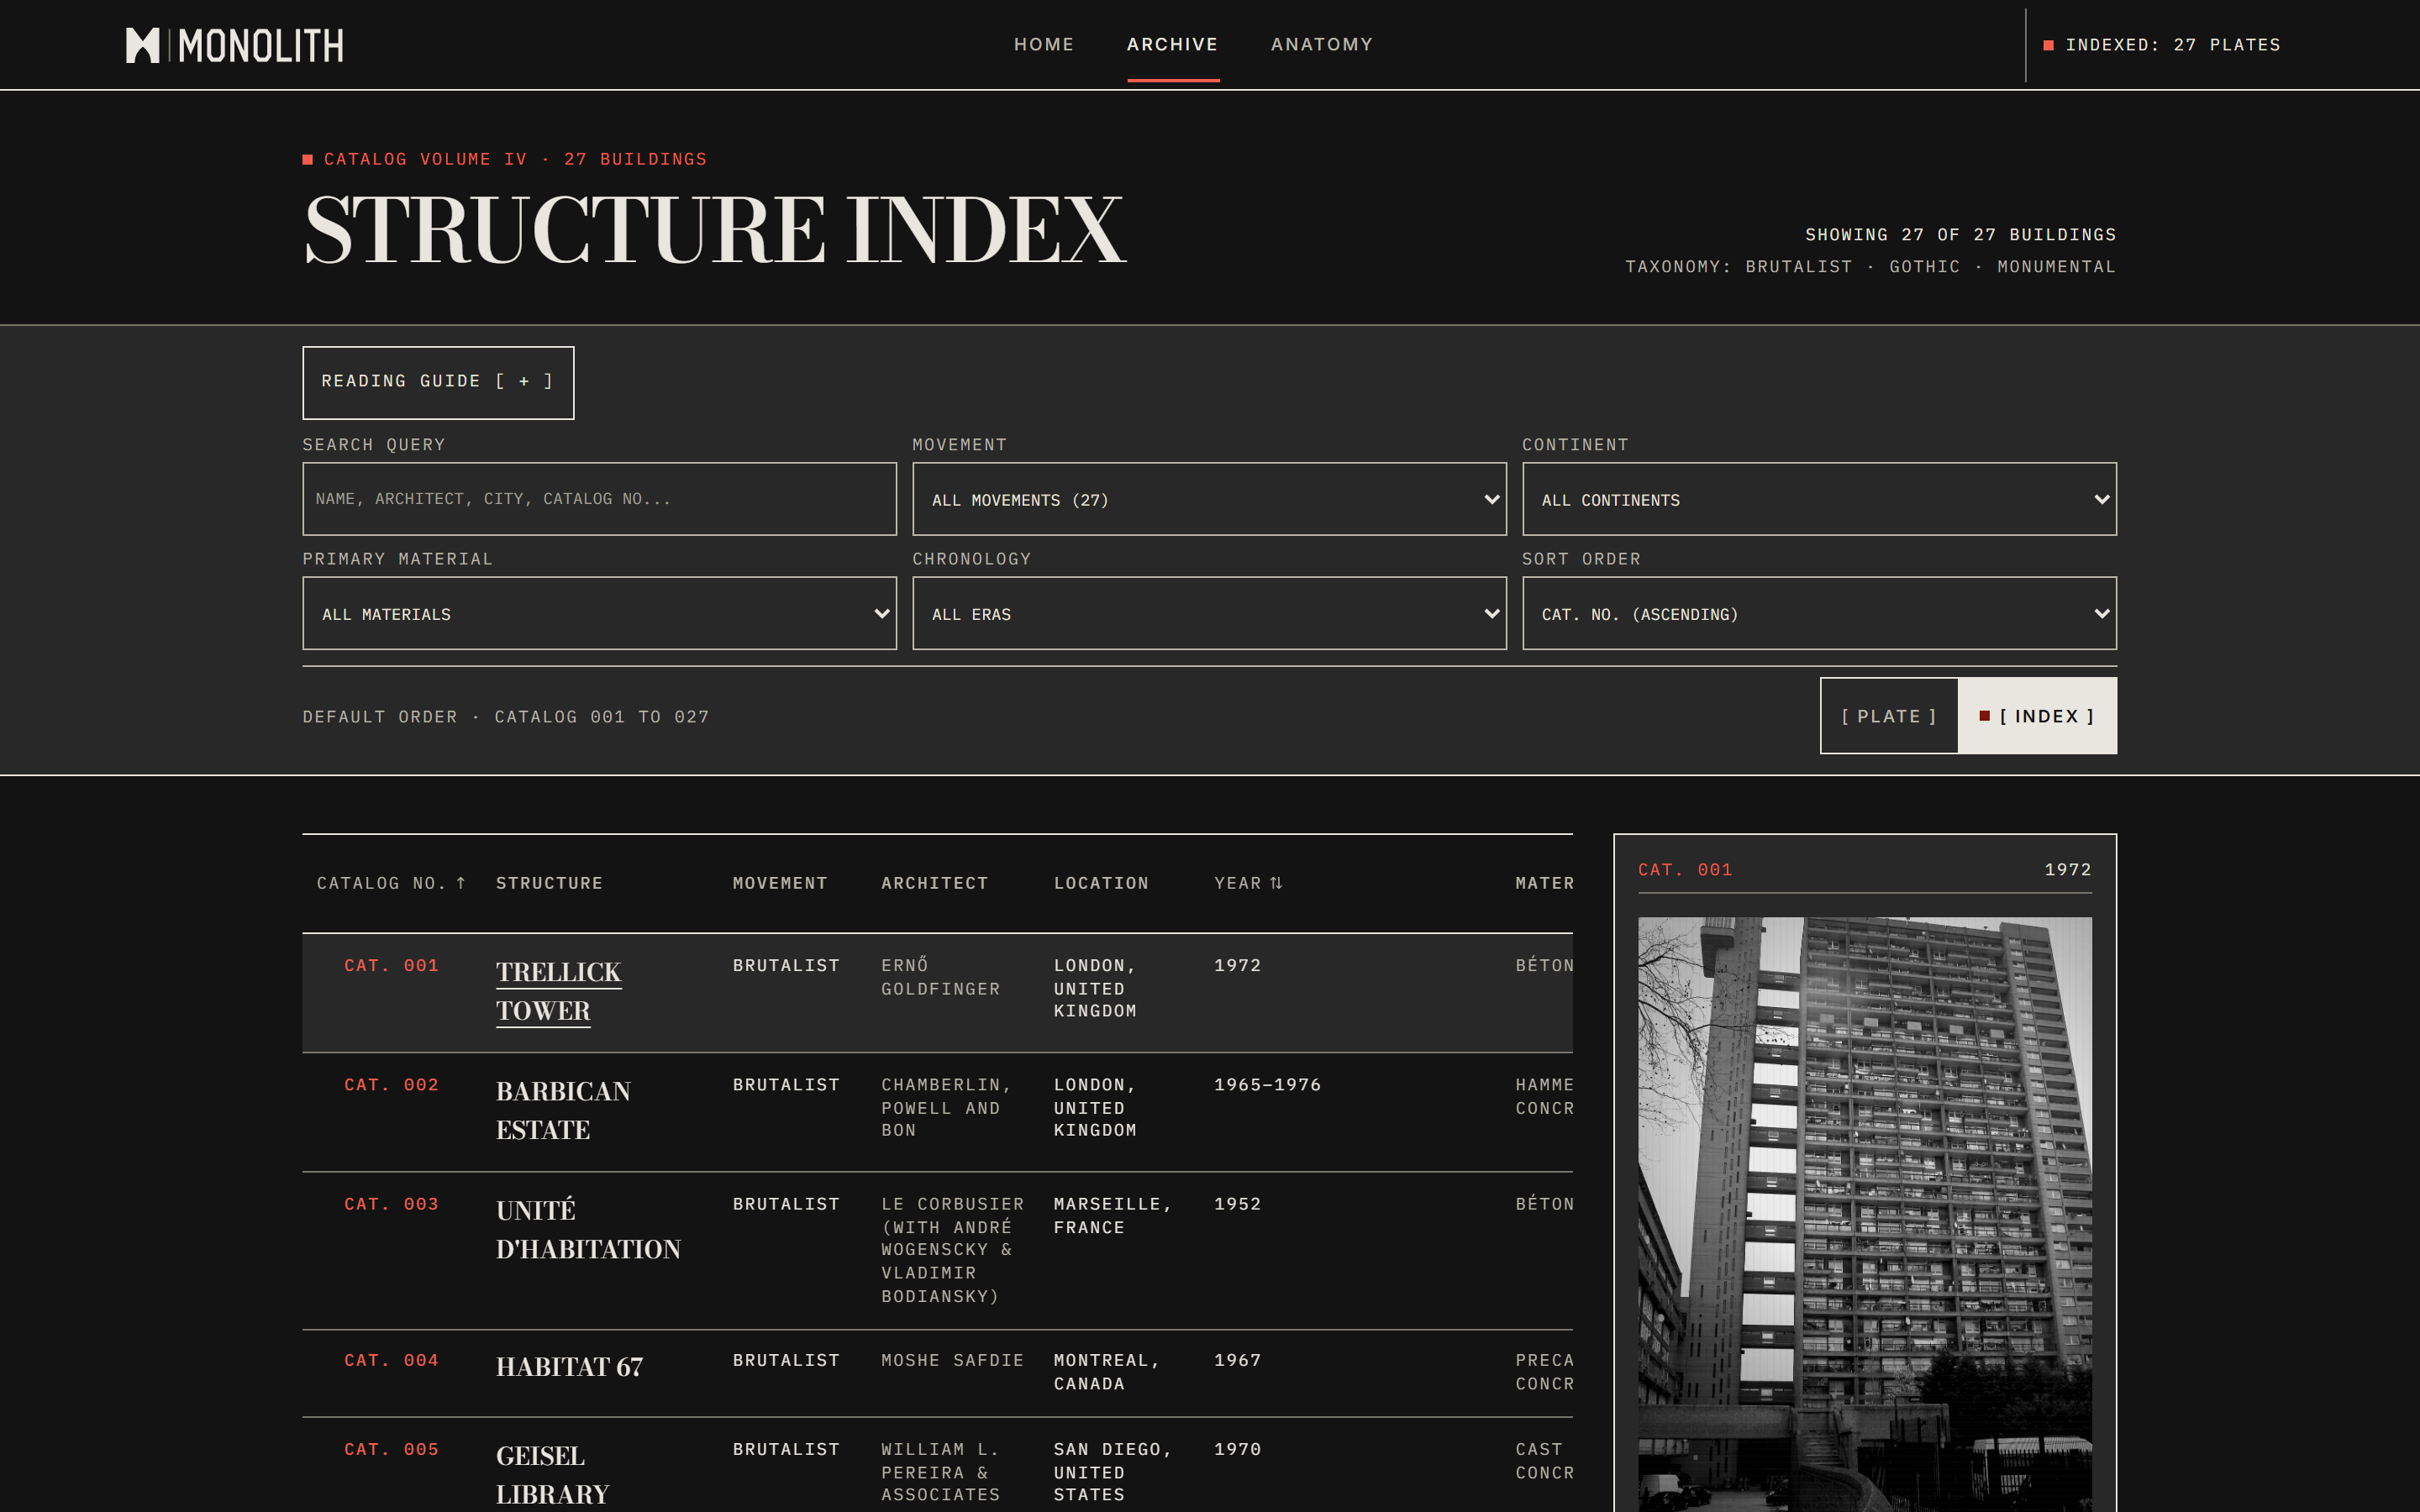 MONOLITH
HOME ARCHIVE ANATOMY
INDEXED: 27 PLATES
CATALOG VOLUME IV · 27 BUILDINGS
STRUCTURE INDEX
SHOWING 27 OF 27 BUILDINGS
TAXONOMY: BRUTALIST · GOTHIC · MONUMENTAL
READING GUIDE [ + ]
SEARCH QUERY
NAME, ARCHITECT, CITY, CATALOG NO...
MOVEMENT
ALL MOVEMENTS (27)
CONTINENT
ALL CONTINENTS
PRIMARY MATERIAL
ALL MATERIALS
CHRONOLOGY
ALL ERAS
SORT ORDER
CAT. NO. (ASCENDING)
DEFAULT ORDER · CATALOG 001 TO 027
[ PLATE ]
[ INDEX ]
CATALOG NO. ↑ STRUCTURE MOVEMENT ARCHITECT LOCATION YEAR ⇅ MATER
CAT. 001
TRELLICK
TOWER
BRUTALIST
ERNŐ
GOLDFINGER
LONDON,
UNITED
KINGDOM
1972
BÉTON
CAT. 002
BARBICAN
ESTATE
BRUTALIST
CHAMBERLIN,
POWELL AND
BON
LONDON,
UNITED
KINGDOM
1965–1976
HAMME
CONCR
CAT. 003
UNITÉ
D'HABITATION
BRUTALIST
LE CORBUSIER
(WITH ANDRÉ
WOGENSCKY &
VLADIMIR
BODIANSKY)
MARSEILLE,
FRANCE
1952
BÉTON
CAT. 004
HABITAT 67
BRUTALIST
MOSHE SAFDIE
MONTREAL,
CANADA
1967
PRECA
CONCR
CAT. 005
GEISEL
LIBRARY
BRUTALIST
WILLIAM L.
PEREIRA &
ASSOCIATES
SAN DIEGO,
UNITED
STATES
1970
CAST
CONCR
CAT. 001
1972